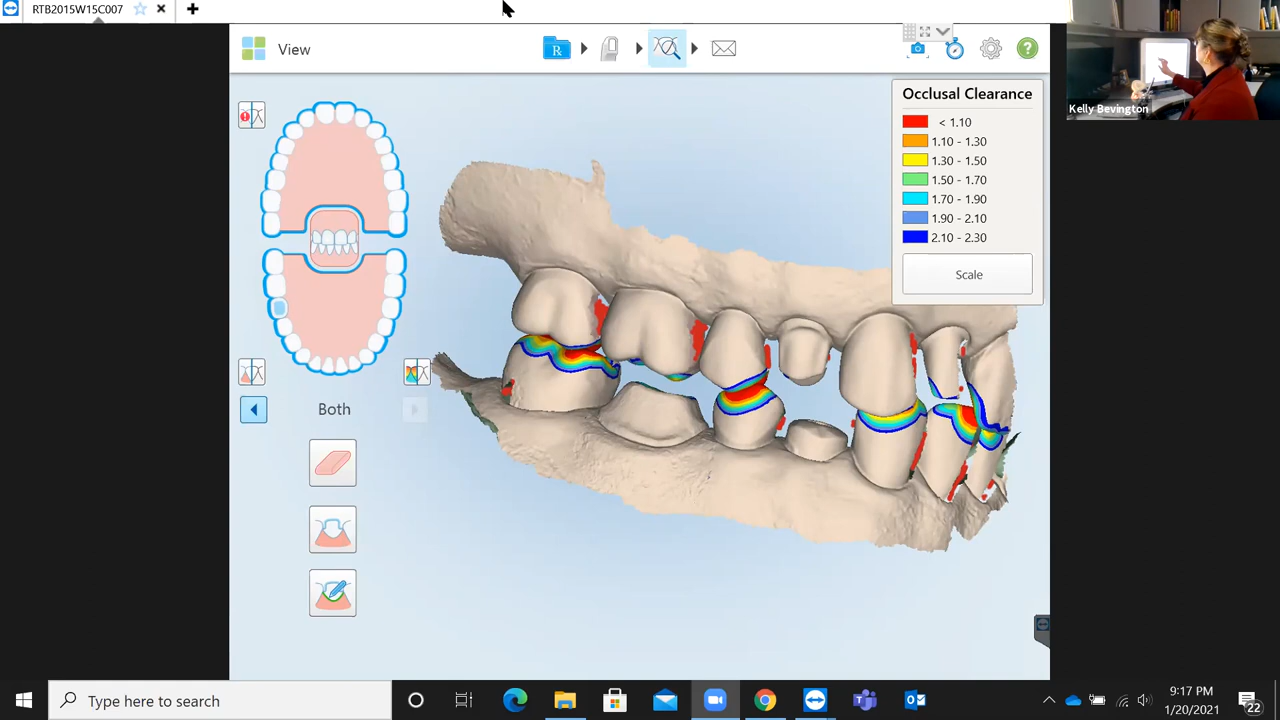 RTB2015W15C007
View
Rx
Occlusal Clearance
< 1.10
1.10 - 1.30
1.30 - 1.50
1.50 - 1.70
1.70 - 1.90
1.90 - 2.10
2.10 - 2.30
Scale
Kelly Bevington
Both
Type here to search
9:17 PM
1/20/2021
22